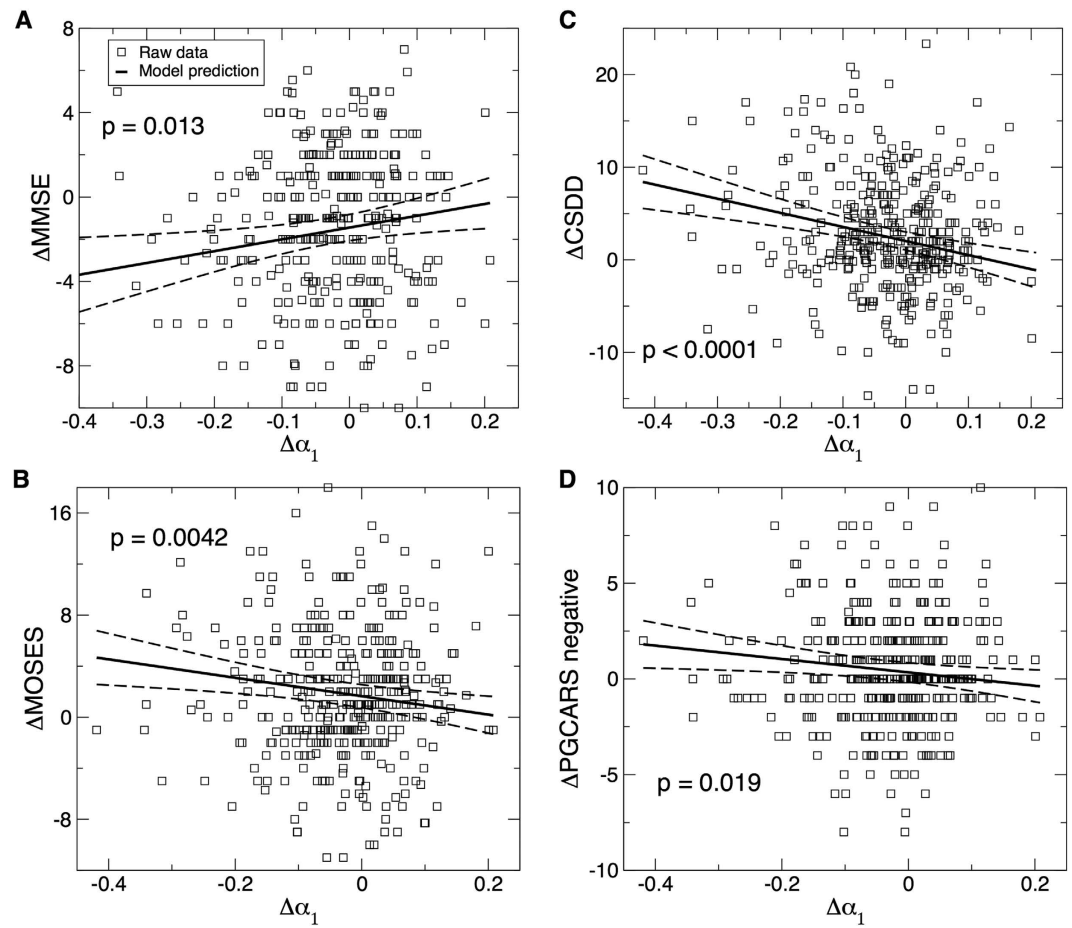 A
8
4
0
-4
-8
ΔMMSE
Raw data
Model prediction
p = 0.013
-0.4 -0.3 -0.2 -0.1 0 0.1 0.2
Δα1
C
20
10
0
-10
ΔCSDD
p < 0.0001
-0.4 -0.3 -0.2 -0.1 0 0.1 0.2
Δα1
B
16
8
0
-8
ΔMOSES
p = 0.0042
-0.4 -0.2 0 0.2
Δα1
D
10
5
0
-5
-10
ΔPGCARS negative
p = 0.019
-0.4 -0.2 0 0.2
Δα1